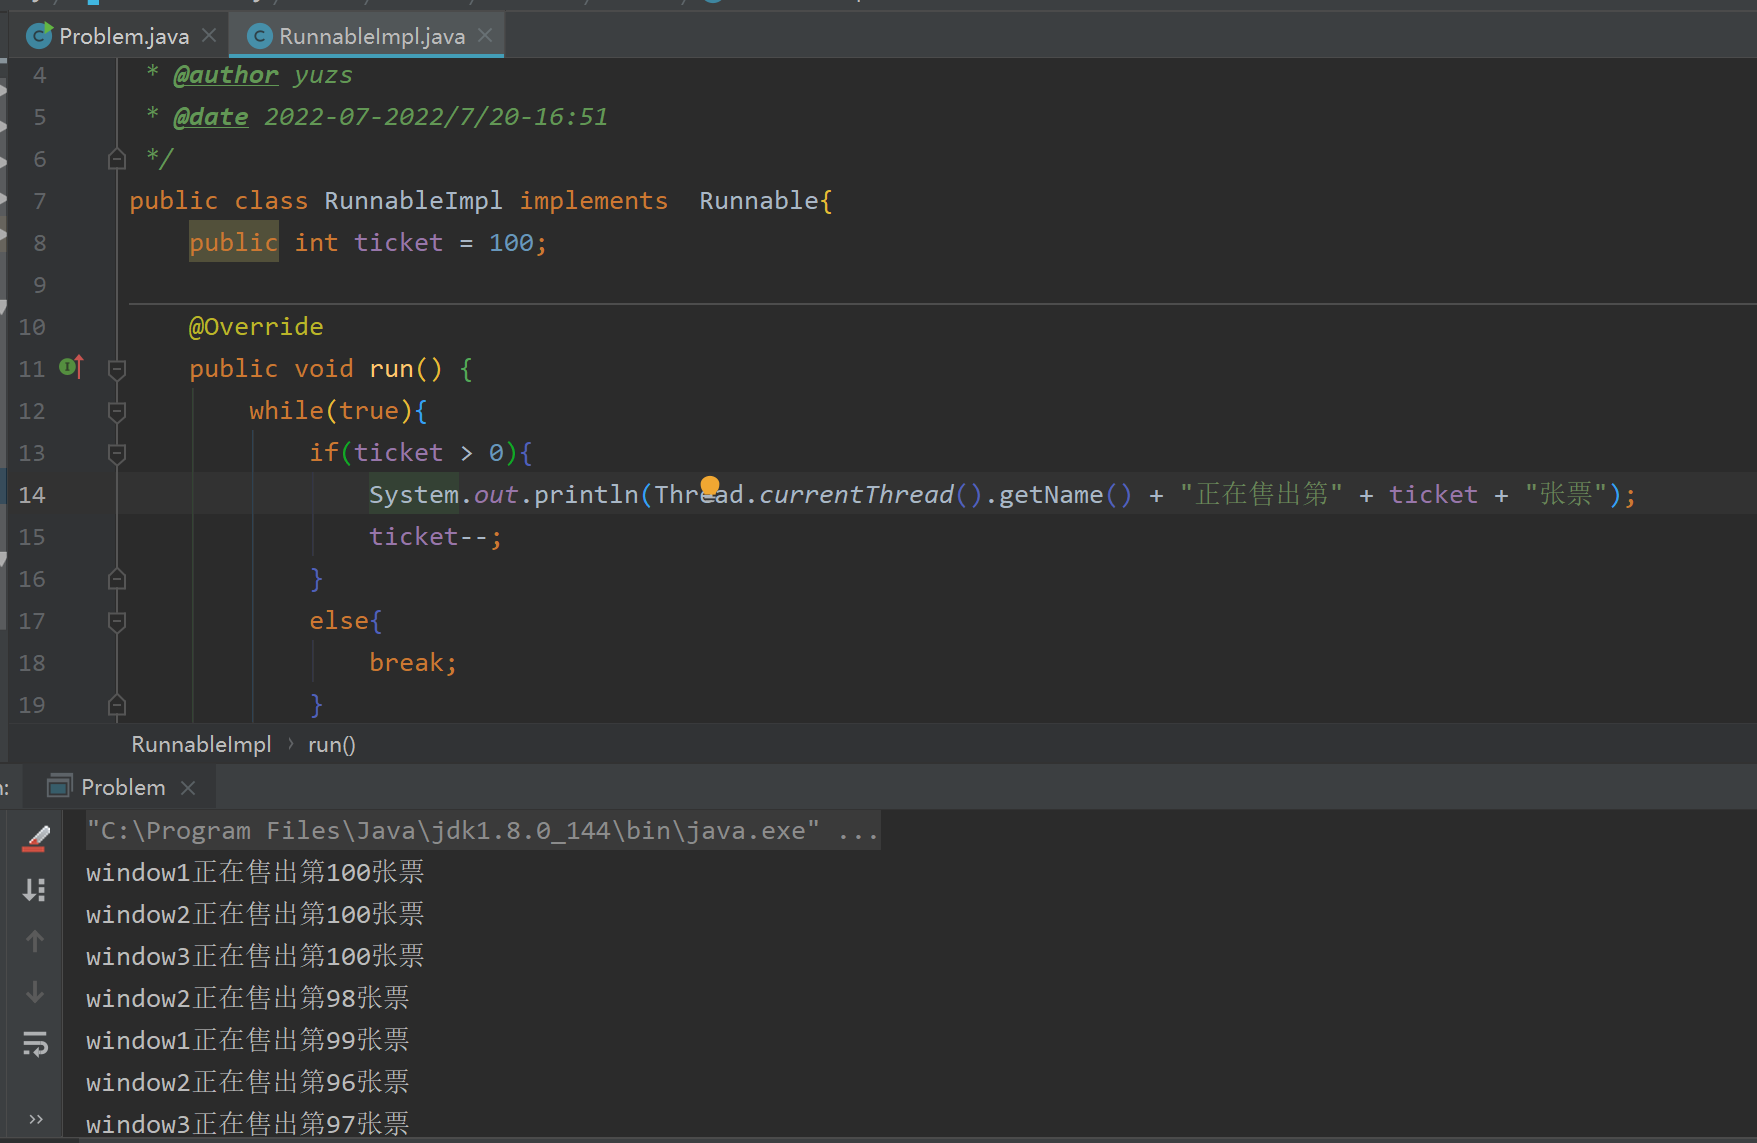 Problem.java RunnableImpl.java
4 * @author yuzs
5 * @date 2022-07-2022/7/20-16:51
6 */
7 public class RunnableImpl implements  Runnable{
8 public int ticket = 100;
9
10 @Override
11 public void run() {
12 while(true){
13 if(ticket > 0){
14 System.out.println(Thread.currentThread().getName() + "正在售出第" + ticket + "张票");
15 ticket--;
16 }
17 else{
18 break;
19 }
RunnableImpl › run()
Problem
"C:\Program Files\Java\jdk1.8.0_144\bin\java.exe" ...
window1正在售出第100张票
window2正在售出第100张票
window3正在售出第100张票
window2正在售出第98张票
window1正在售出第99张票
window2正在售出第96张票
window3正在售出第97张票